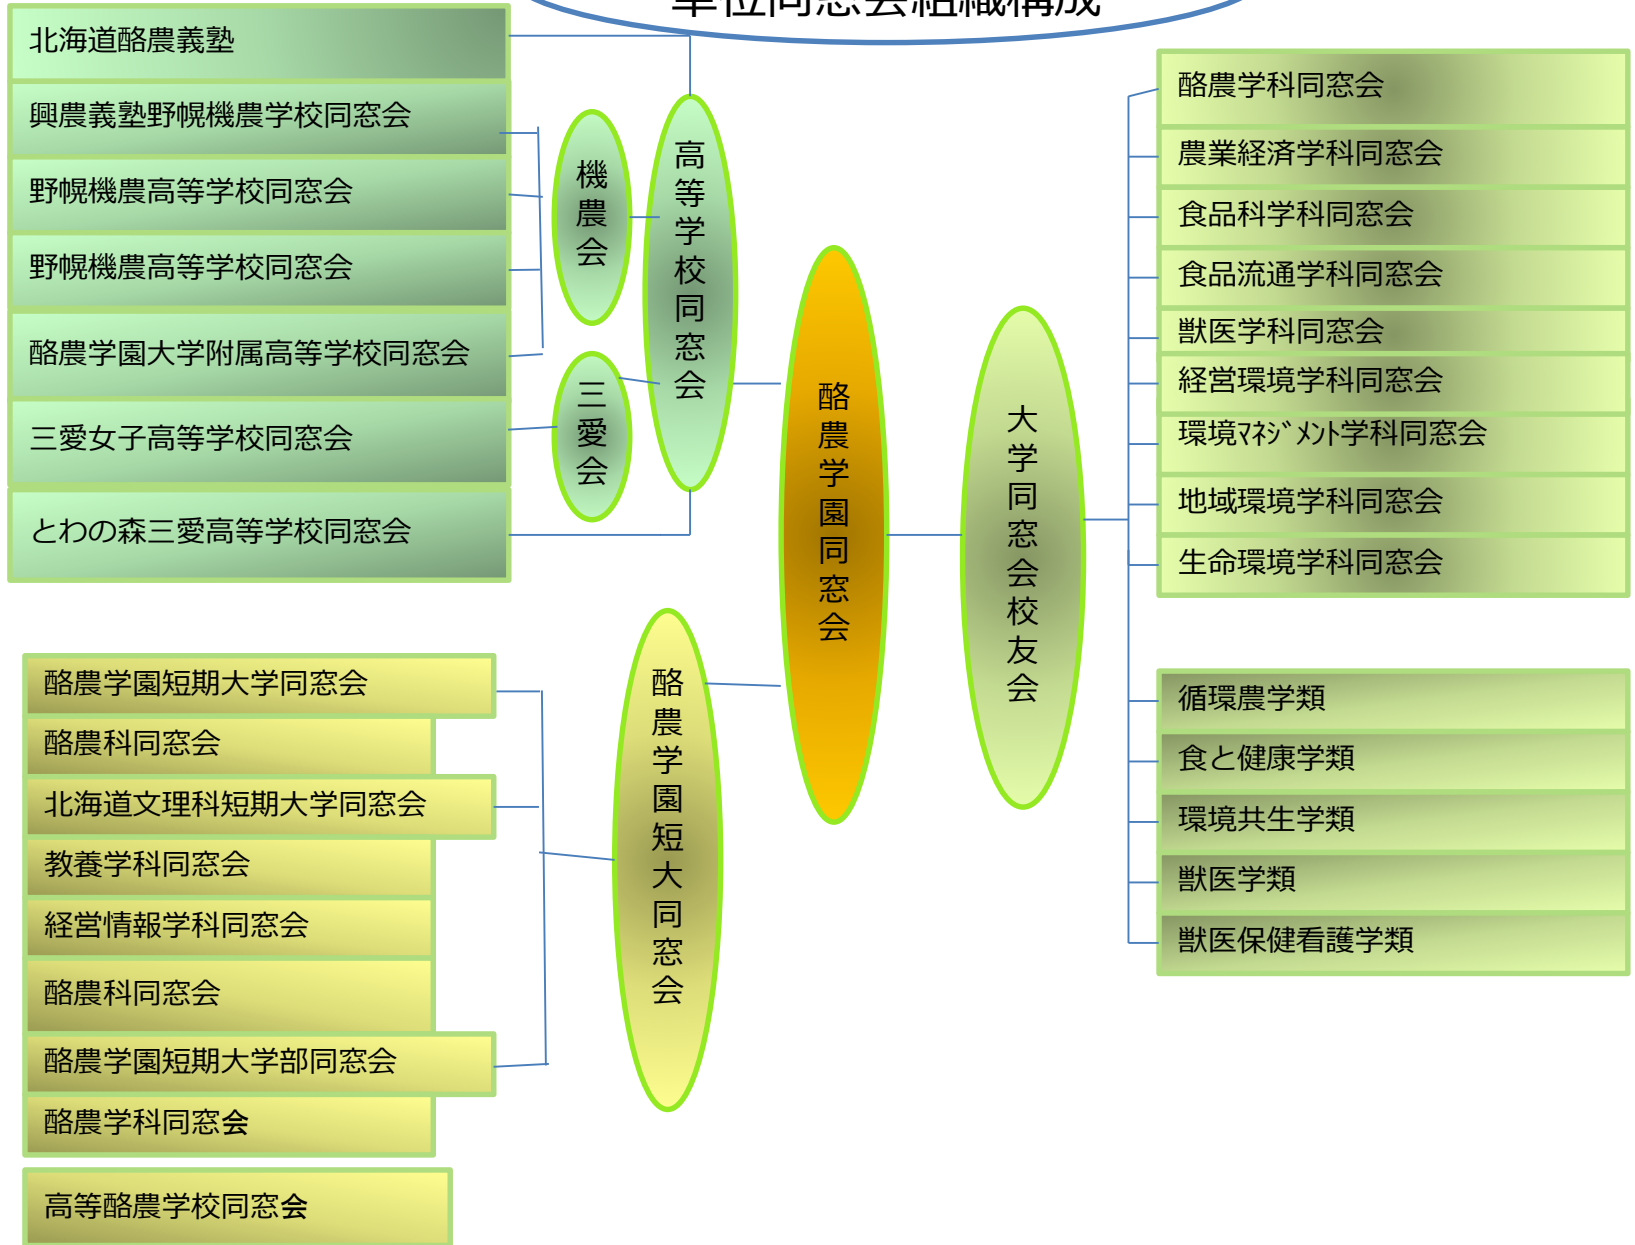 単位同窓会組織構成
北海道酪農義塾
興農義塾野幌機農学校同窓会
野幌機農高等学校同窓会
野幌機農高等学校同窓会
酪農学園大学附属高等学校同窓会
三愛女子高等学校同窓会
とわの森三愛高等学校同窓会
機農会
三愛会
高等学校同窓会
酪農学園同窓会
大学同窓会校友会
酪農学科同窓会
農業経済学科同窓会
食品科学科同窓会
食品流通学科同窓会
獣医学科同窓会
経営環境学科同窓会
環境ﾏﾈｼﾞﾒﾝﾄ学科同窓会
地域環境学科同窓会
生命環境学科同窓会
循環農学類
食と健康学類
環境共生学類
獣医学類
獣医保健看護学類
酪農学園短大同窓会
酪農学園短期大学同窓会
酪農科同窓会
北海道文理科短期大学同窓会
教養学科同窓会
経営情報学科同窓会
酪農科同窓会
酪農学園短期大学部同窓会
酪農学科同窓会
高等酪農学校同窓会